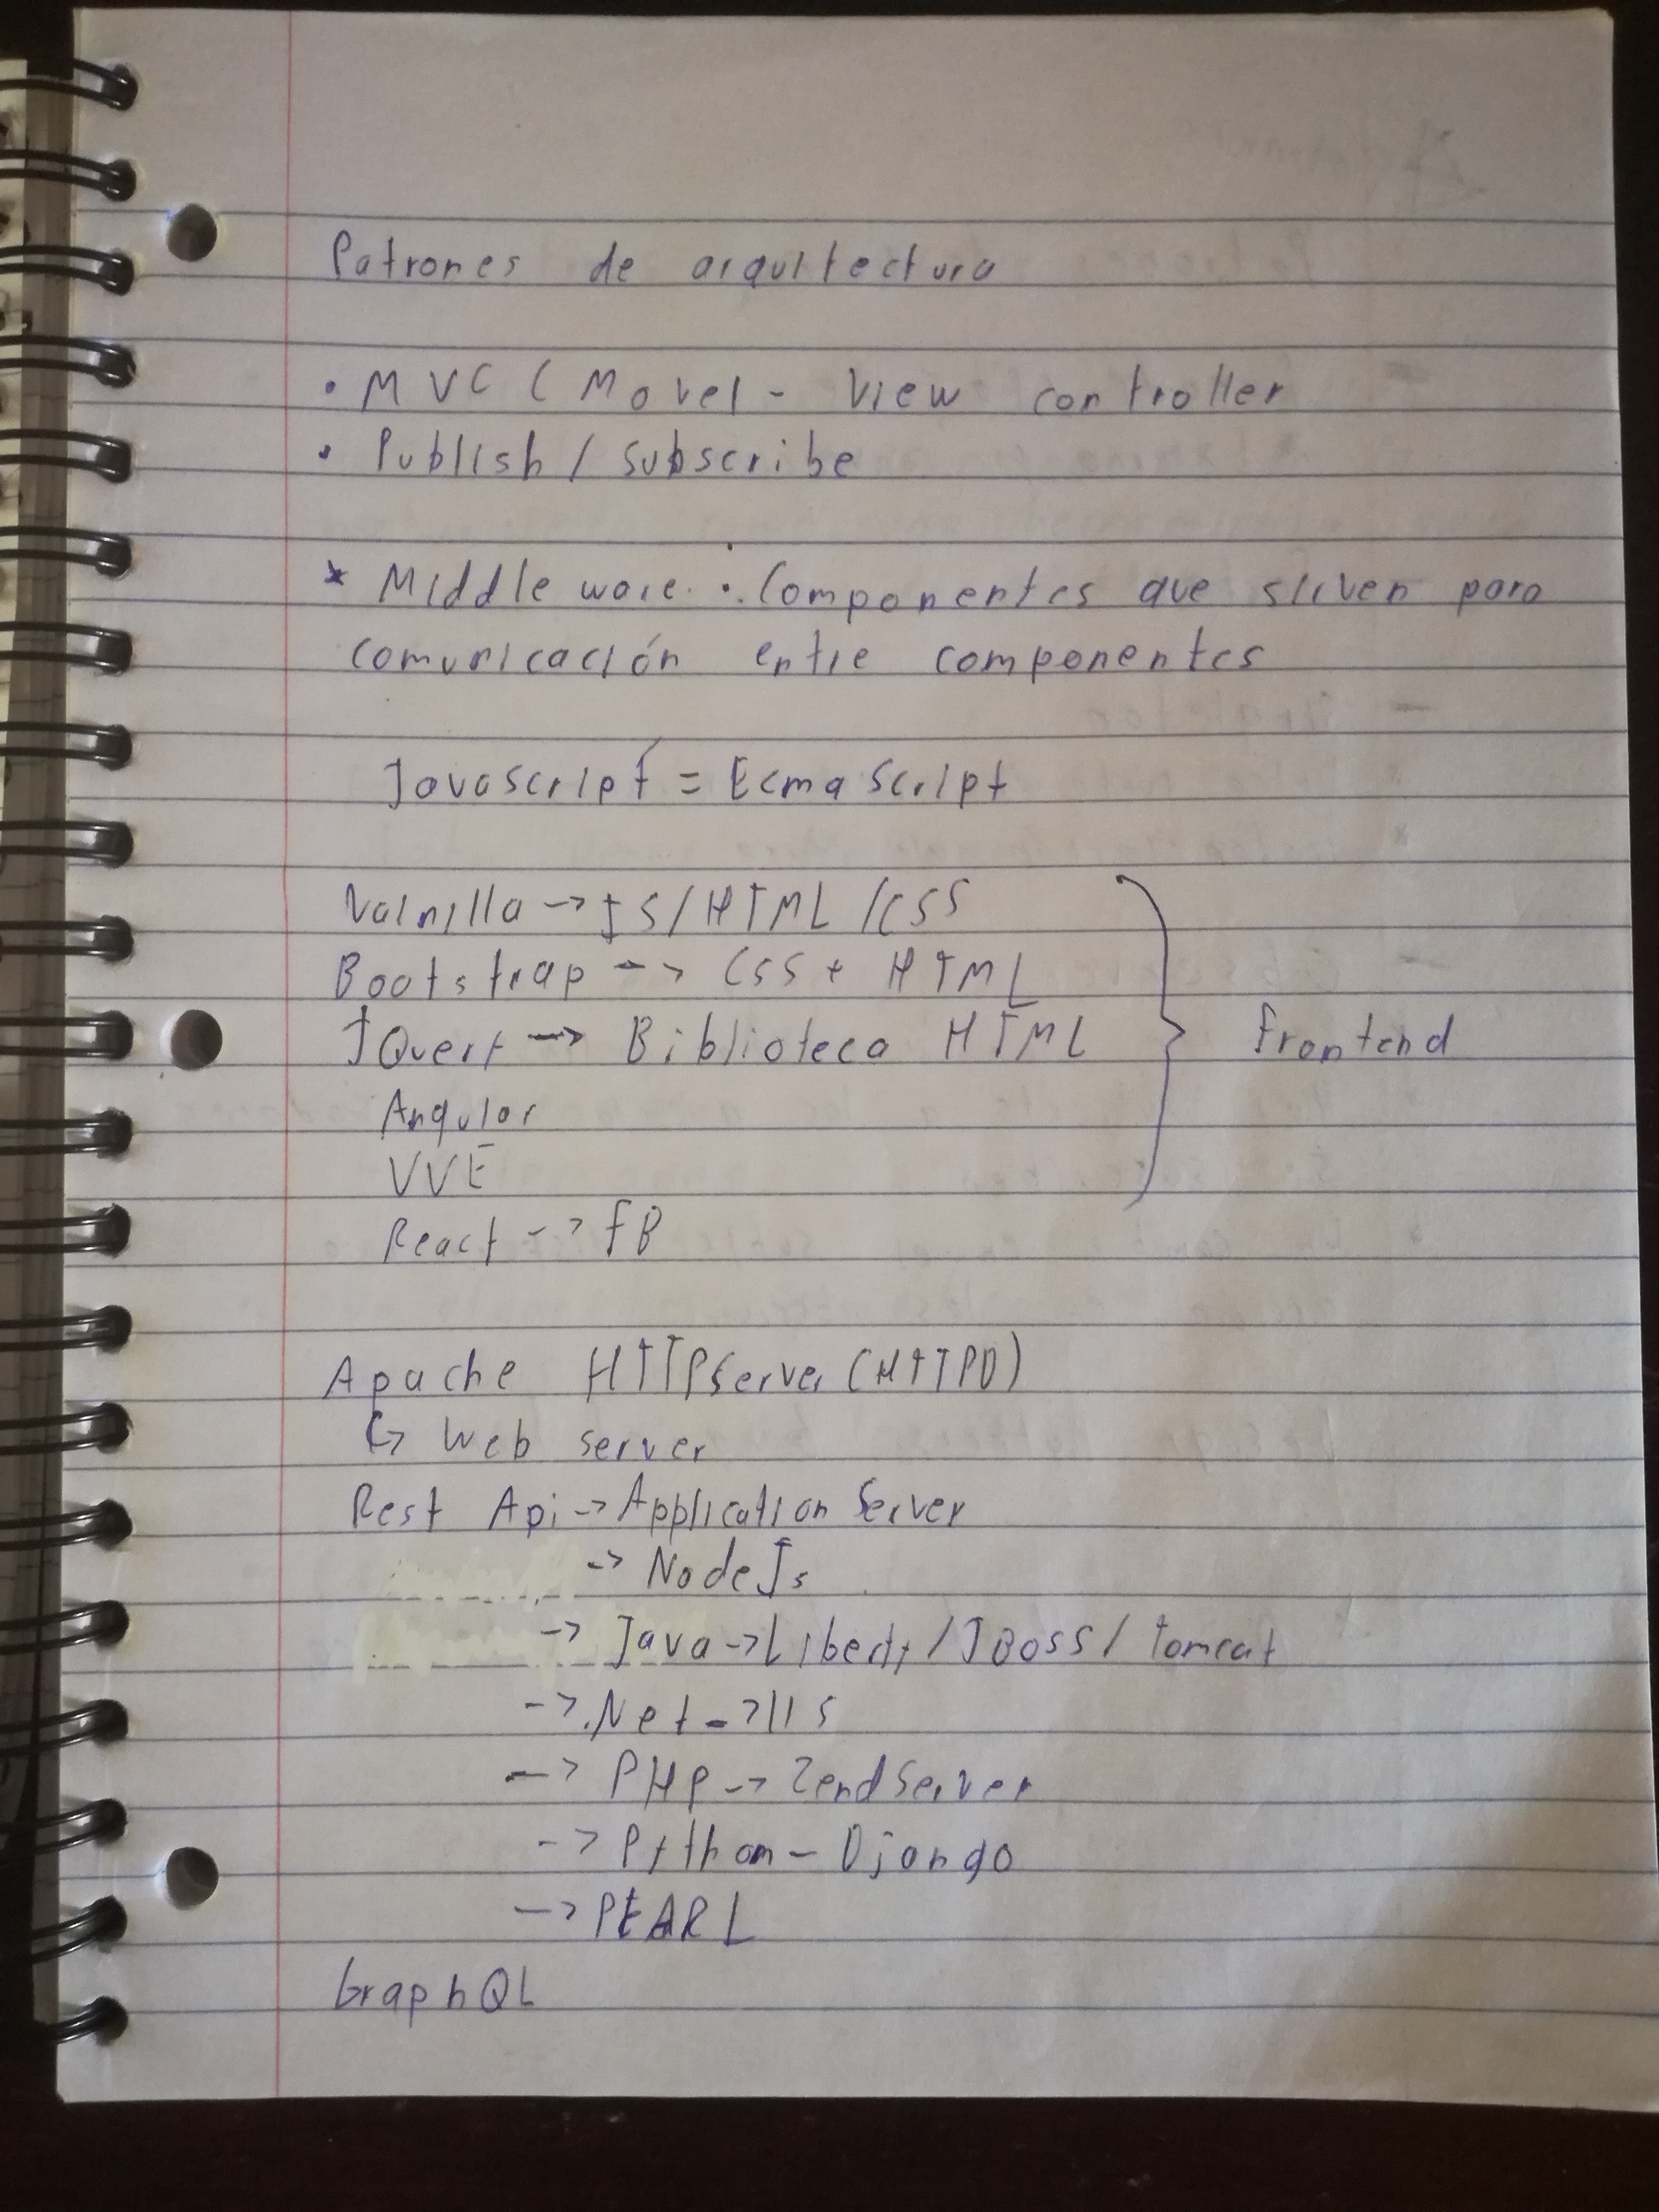 Patrones de arquitectura
• MVC (Movel - View controller
• Publish / subscribe
* Middleware : Componentes que sirven para
comunicación entre componentes
Javascript = EcmaScript
Vainilla -> JS / HTML / CSS
Bootstrap -> CSS + HTML
JQuery -> Biblioteca HTML
Angular
VUE
React -> FB
Frontend
Apache HTTPServer (HTTPD)
↳ Web server
Rest Api -> Application Server
-> NodeJs
-> Java -> Liberty / JBOSS / tomcat
-> .Net -> IIS
-> PHP -> ZendServer
-> Python - Django
-> PEARL
GraphQL